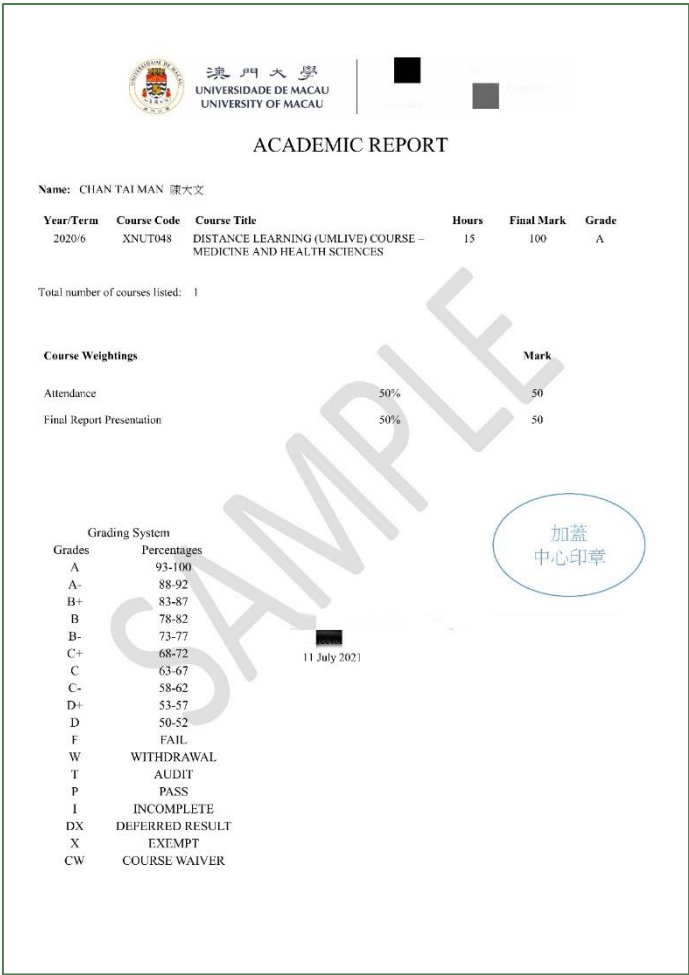 澳門大學
UNIVERSIDADE DE MACAU
UNIVERSITY OF MACAU
ACADEMIC REPORT
Name: CHAN TAI MAN 陳大文
Year/Term Course Code Course Title Hours Final Mark Grade
2020/6 XNUT048 DISTANCE LEARNING (UMLIVE) COURSE – 15 100 A
MEDICINE AND HEALTH SCIENCES
Total number of courses listed: 1
Course Weightings Mark
Attendance 50% 50
Final Report Presentation 50% 50
SAMPLE
加蓋
中心印章
Grading System
Grades Percentages
A 93-100
A- 88-92
B+ 83-87
B 78-82
B- 73-77
C+ 68-72
C 63-67
C- 58-62
D+ 53-57
D 50-52
F FAIL
W WITHDRAWAL
T AUDIT
P PASS
I INCOMPLETE
DX DEFERRED RESULT
X EXEMPT
CW COURSE WAIVER
11 July 2021